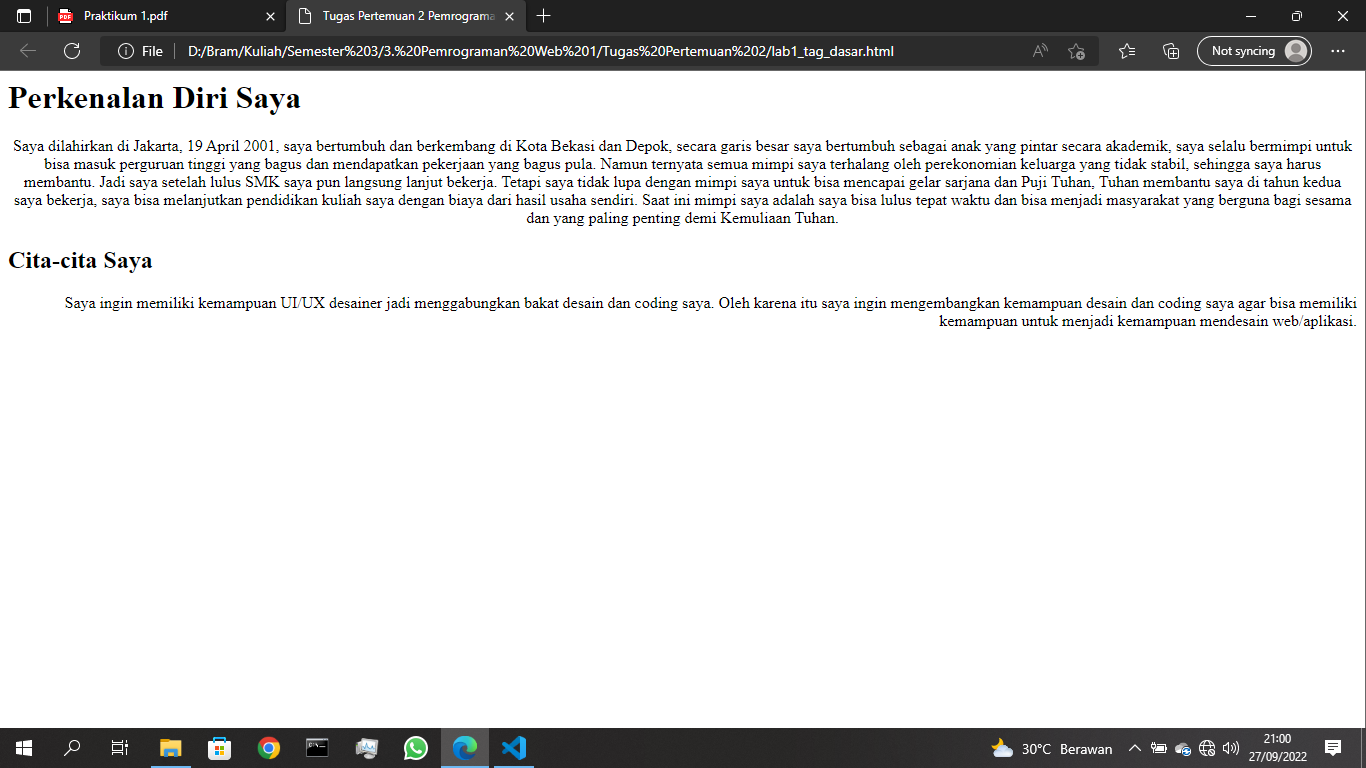 Praktikum 1.pdf
Tugas Pertemuan 2 Pemrograma
File
D:/Bram/Kuliah/Semester%203/3.%20Pemrograman%20Web%201/Tugas%20Pertemuan%202/lab1_tag_dasar.html
Not syncing
Perkenalan Diri Saya
Saya dilahirkan di Jakarta, 19 April 2001, saya bertumbuh dan berkembang di Kota Bekasi dan Depok, secara garis besar saya bertumbuh sebagai anak yang pintar secara akademik, saya selalu bermimpi untuk
bisa masuk perguruan tinggi yang bagus dan mendapatkan pekerjaan yang bagus pula. Namun ternyata semua mimpi saya terhalang oleh perekonomian keluarga yang tidak stabil, sehingga saya harus
membantu. Jadi saya setelah lulus SMK saya pun langsung lanjut bekerja. Tetapi saya tidak lupa dengan mimpi saya untuk bisa mencapai gelar sarjana dan Puji Tuhan, Tuhan membantu saya di tahun kedua
saya bekerja, saya bisa melanjutkan pendidikan kuliah saya dengan biaya dari hasil usaha sendiri. Saat ini mimpi saya adalah saya bisa lulus tepat waktu dan bisa menjadi masyarakat yang berguna bagi sesama
dan yang paling penting demi Kemuliaan Tuhan.
Cita-cita Saya
Saya ingin memiliki kemampuan UI/UX desainer jadi menggabungkan bakat desain dan coding saya. Oleh karena itu saya ingin mengembangkan kemampuan desain dan coding saya agar bisa memiliki
kemampuan untuk menjadi kemampuan mendesain web/aplikasi.
30°C Berawan
21:00
27/09/2022